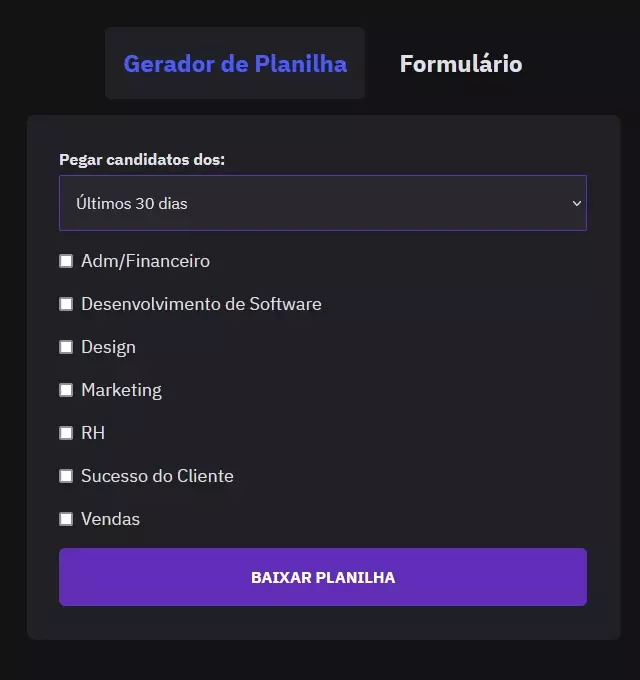 Gerador de Planilha Formulário
Pegar candidatos dos:
Últimos 30 dias
Adm/Financeiro
Desenvolvimento de Software
Design
Marketing
RH
Sucesso do Cliente
Vendas
BAIXAR PLANILHA